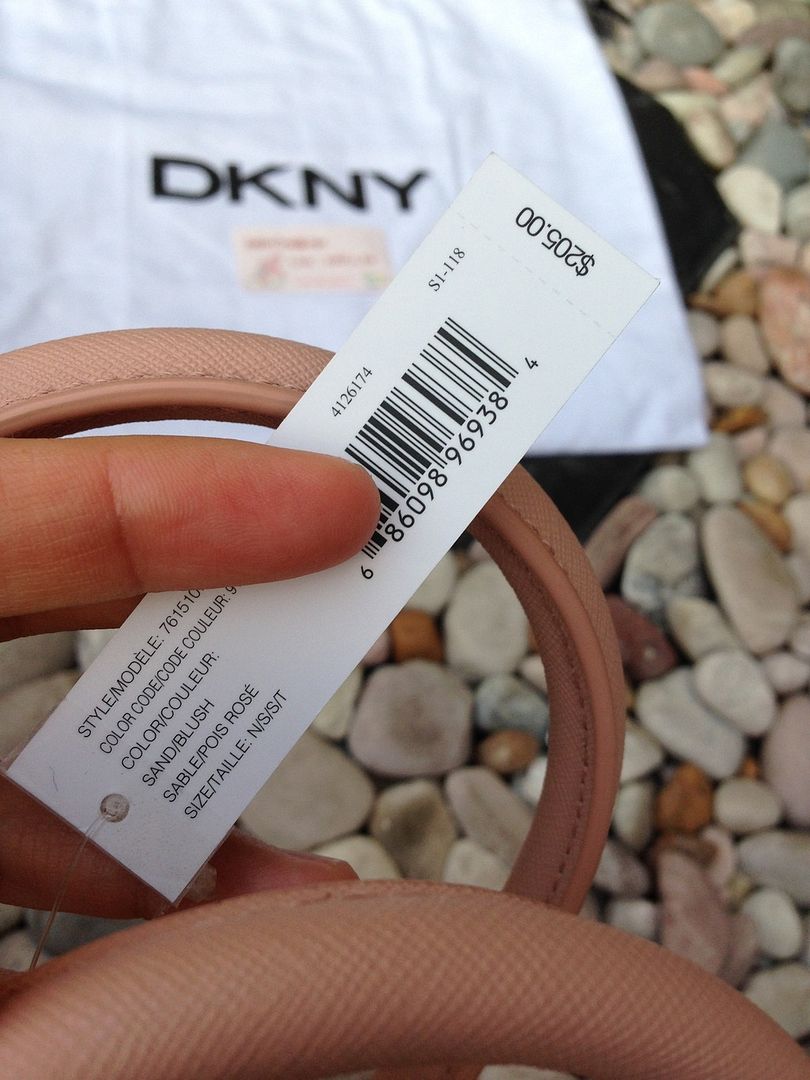 DKNY
$205.00
S1-118
4126174
6 86098 96938 4
STYLE/MODÈLE:
COLOR CODE/CODE COULEUR:
COLOR/COULEUR:
SAND/BLUSH
SABLE/POIS ROSÉ
SIZE/TAILLE: N/S/S/T